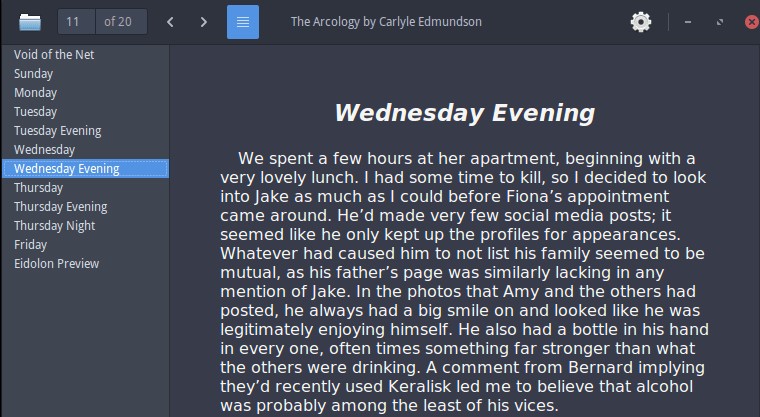 11 of 20
The Arcology by Carlyle Edmundson
Void of the Net
Sunday
Monday
Tuesday
Tuesday Evening
Wednesday
Wednesday Evening
Thursday
Thursday Evening
Thursday Night
Friday
Eidolon Preview
Wednesday Evening
We spent a few hours at her apartment, beginning with a
very lovely lunch. I had some time to kill, so I decided to look
into Jake as much as I could before Fiona’s appointment
came around. He’d made very few social media posts; it
seemed like he only kept up the profiles for appearances.
Whatever had caused him to not list his family seemed to be
mutual, as his father’s page was similarly lacking in any
mention of Jake. In the photos that Amy and the others had
posted, he always had a big smile on and looked like he was
legitimately enjoying himself. He also had a bottle in his hand
in every one, often times something far stronger than what
the others were drinking. A comment from Bernard implying
they’d recently used Keralisk led me to believe that alcohol
was probably among the least of his vices.